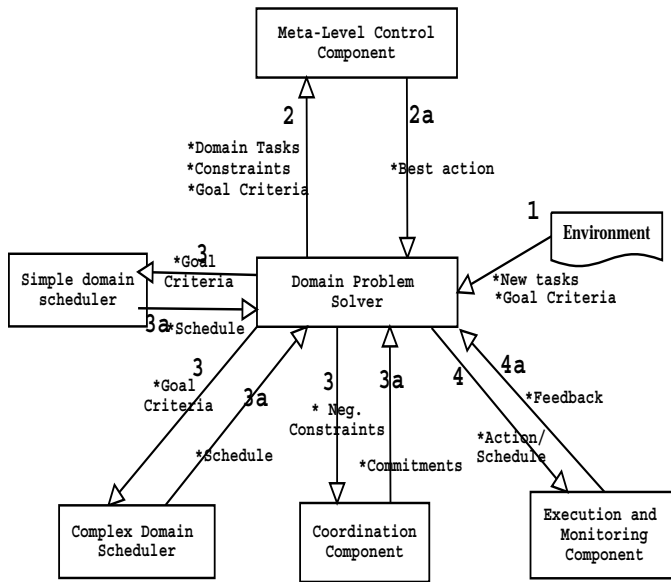 Meta-Level Control
Component
2
2a
*Domain Tasks
*Constraints
*Goal Criteria
*Best action
1
Environment
*New tasks
*Goal Criteria
Simple domain
scheduler
3
*Goal
Criteria
3a
*Schedule
Domain Problem
Solver
3
*Goal
Criteria
3a
*Schedule
3
* Neg.
Constraints
3a
*Commitments
4
*Action/
Schedule
4a
*Feedback
Complex Domain
Scheduler
Coordination
Component
Execution and
Monitoring
Component